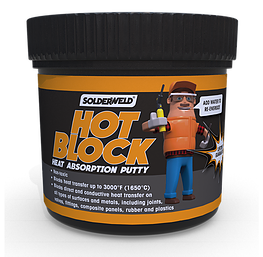 SOLDERWELD®
HOT
BLOCK
HEAT ABSORPTION PUTTY
ADD WATER TO
RE-ENERGIZE!
• Non-toxic
• Blocks heat transfer up to 3000°F (1650°C)
• Blocks direct and conductive heat transfer on
all types of surfaces and metals, including joints,
valves, fittings, composite panels, rubber and plastics